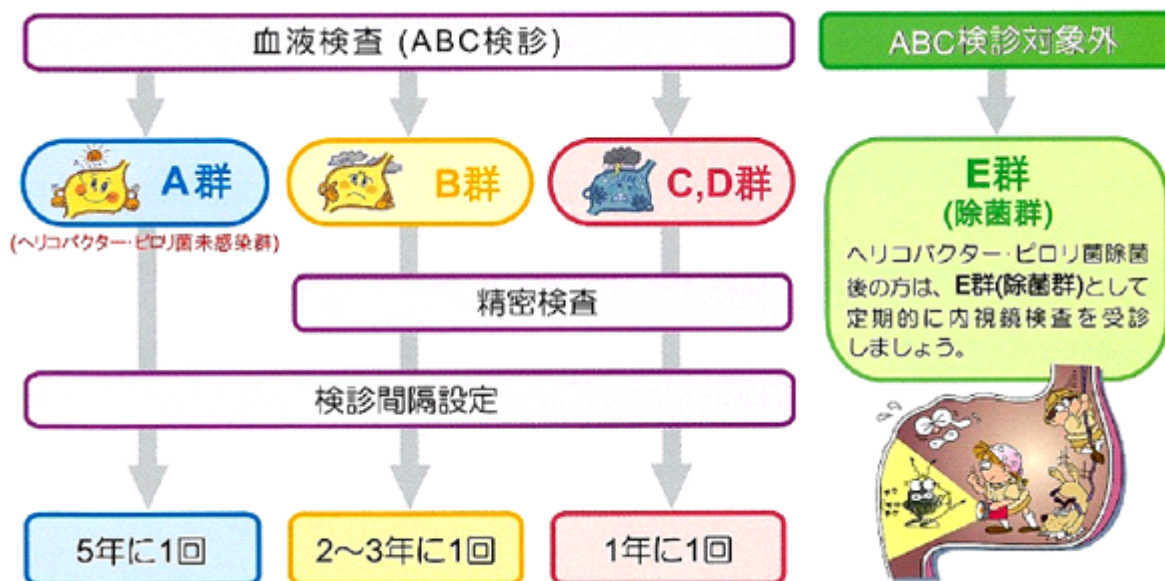 血液検査 (ABC検診)
ABC検診対象外
A群
B群
C,D群
(ヘリコバクター・ピロリ菌未感染群)
E群
(除菌群)
ヘリコバクター・ピロリ菌除菌
後の方は、E群(除菌群)として
定期的に内視鏡検査を受診
しましょう。
精密検査
検診間隔設定
5年に1回
2～3年に1回
1年に1回